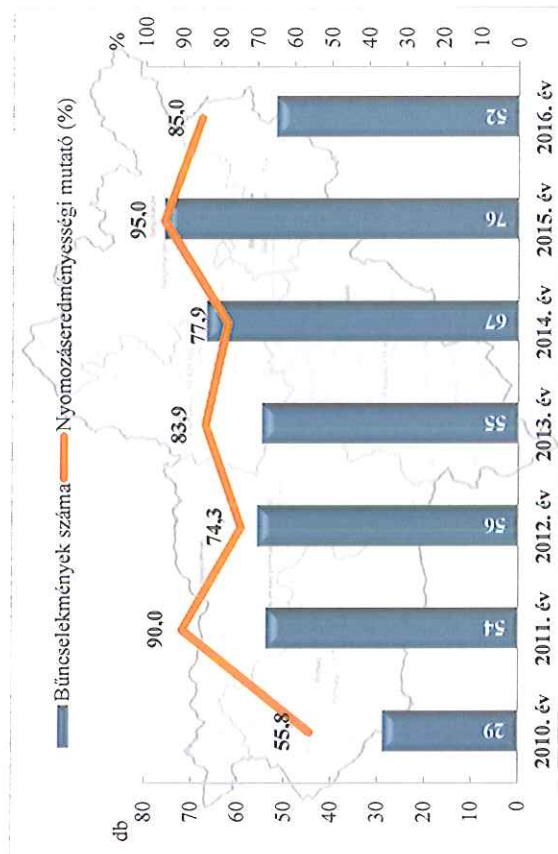 Bűncselekmények száma Nyomozáseredményességi mutató (%)
db %
80 100
90
70 80
60 70
50 60
40 50
30 40
20 30
20
10 10
0 0
55,8 90,0 74,3 83,9 77,9 95,0 85,0
29 54 56 55 67 76 52
2010. év 2011. év 2012. év 2013. év 2014. év 2015. év 2016. év